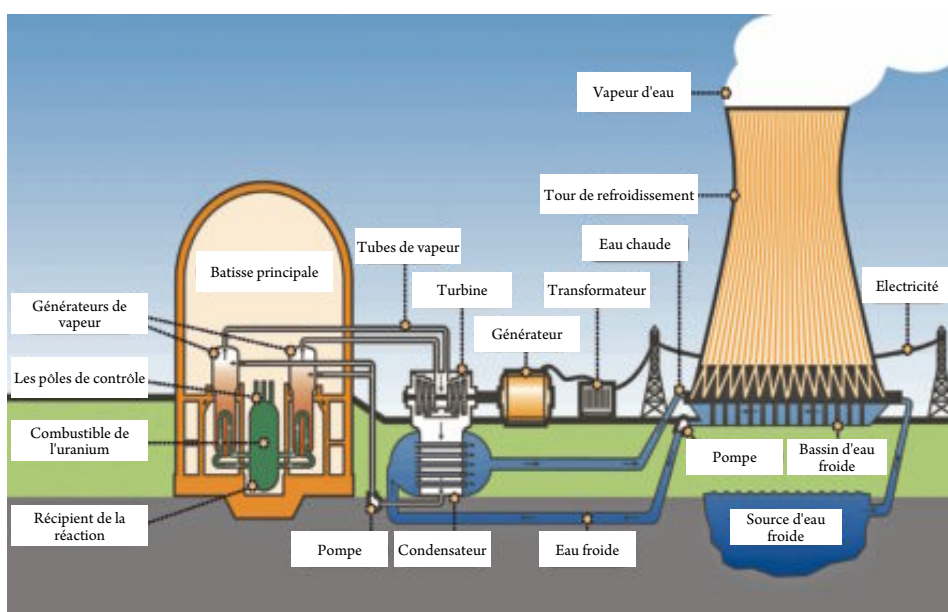 Vapeur d'eau
Tour de refroidissement
Eau chaude
Tubes de vapeur
Batisse principale
Turbine
Transformateur
Electricité
Générateurs de
vapeur
Générateur
Les pôles de contrôle
Combustible de
l'uranium
Pompe
Bassin d'eau
froide
Récipient de la
réaction
Pompe
Condensateur
Eau froide
Source d'eau
froide